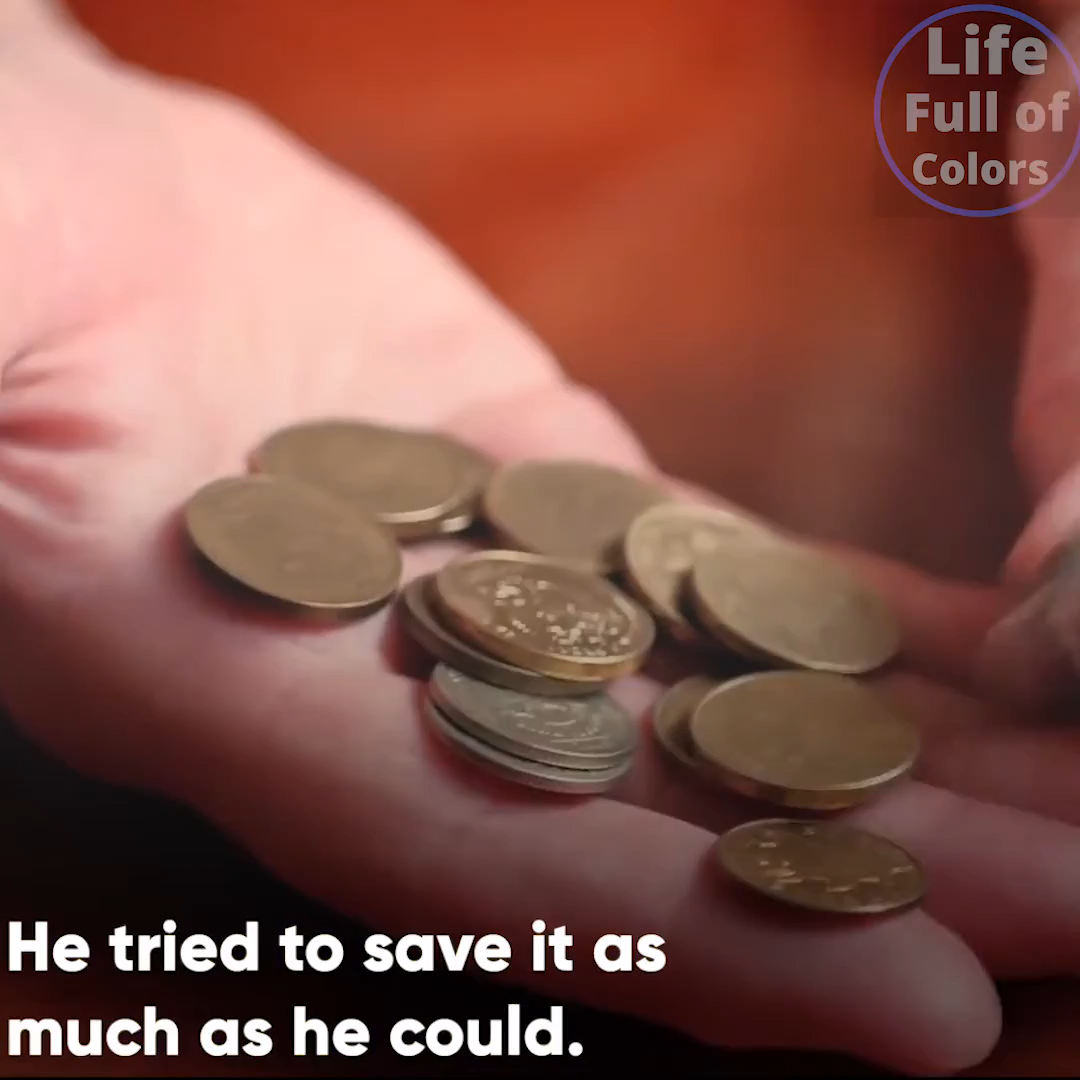 Life
Full of
Colors
He tried to save it as
much as he could.